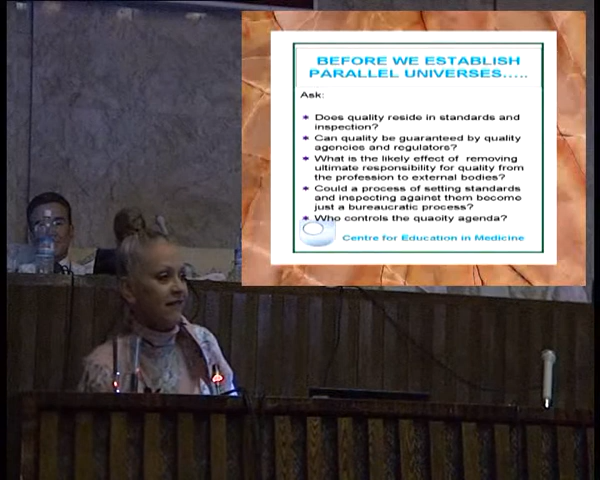 BEFORE WE ESTABLISH
PARALLEL UNIVERSES.....
Ask:
Does quality reside in standards and
inspection?
Can quality be guaranteed by quality
agencies and regulators?
What is the likely effect of removing
ultimate responsibility for quality from
the profession to external bodies?
Could a process of setting standards
and inspecting against them become
just a bureaucratic process?
Who controls the quaoity agenda?
Centre for Education in Medicine